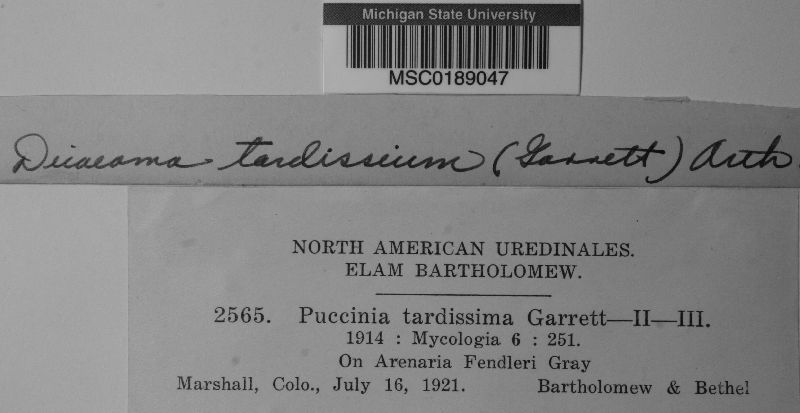 Michigan State University
MSC0189047
Dicaeoma tardissimum (Garrett) Arth.
NORTH AMERICAN UREDINALES.
ELAM BARTHOLOMEW.
2565. Puccinia tardissima Garrett—II—III.
1914 : Mycologia 6 : 251.
On Arenaria Fendleri Gray
Marshall, Colo., July 16, 1921. Bartholomew & Bethel